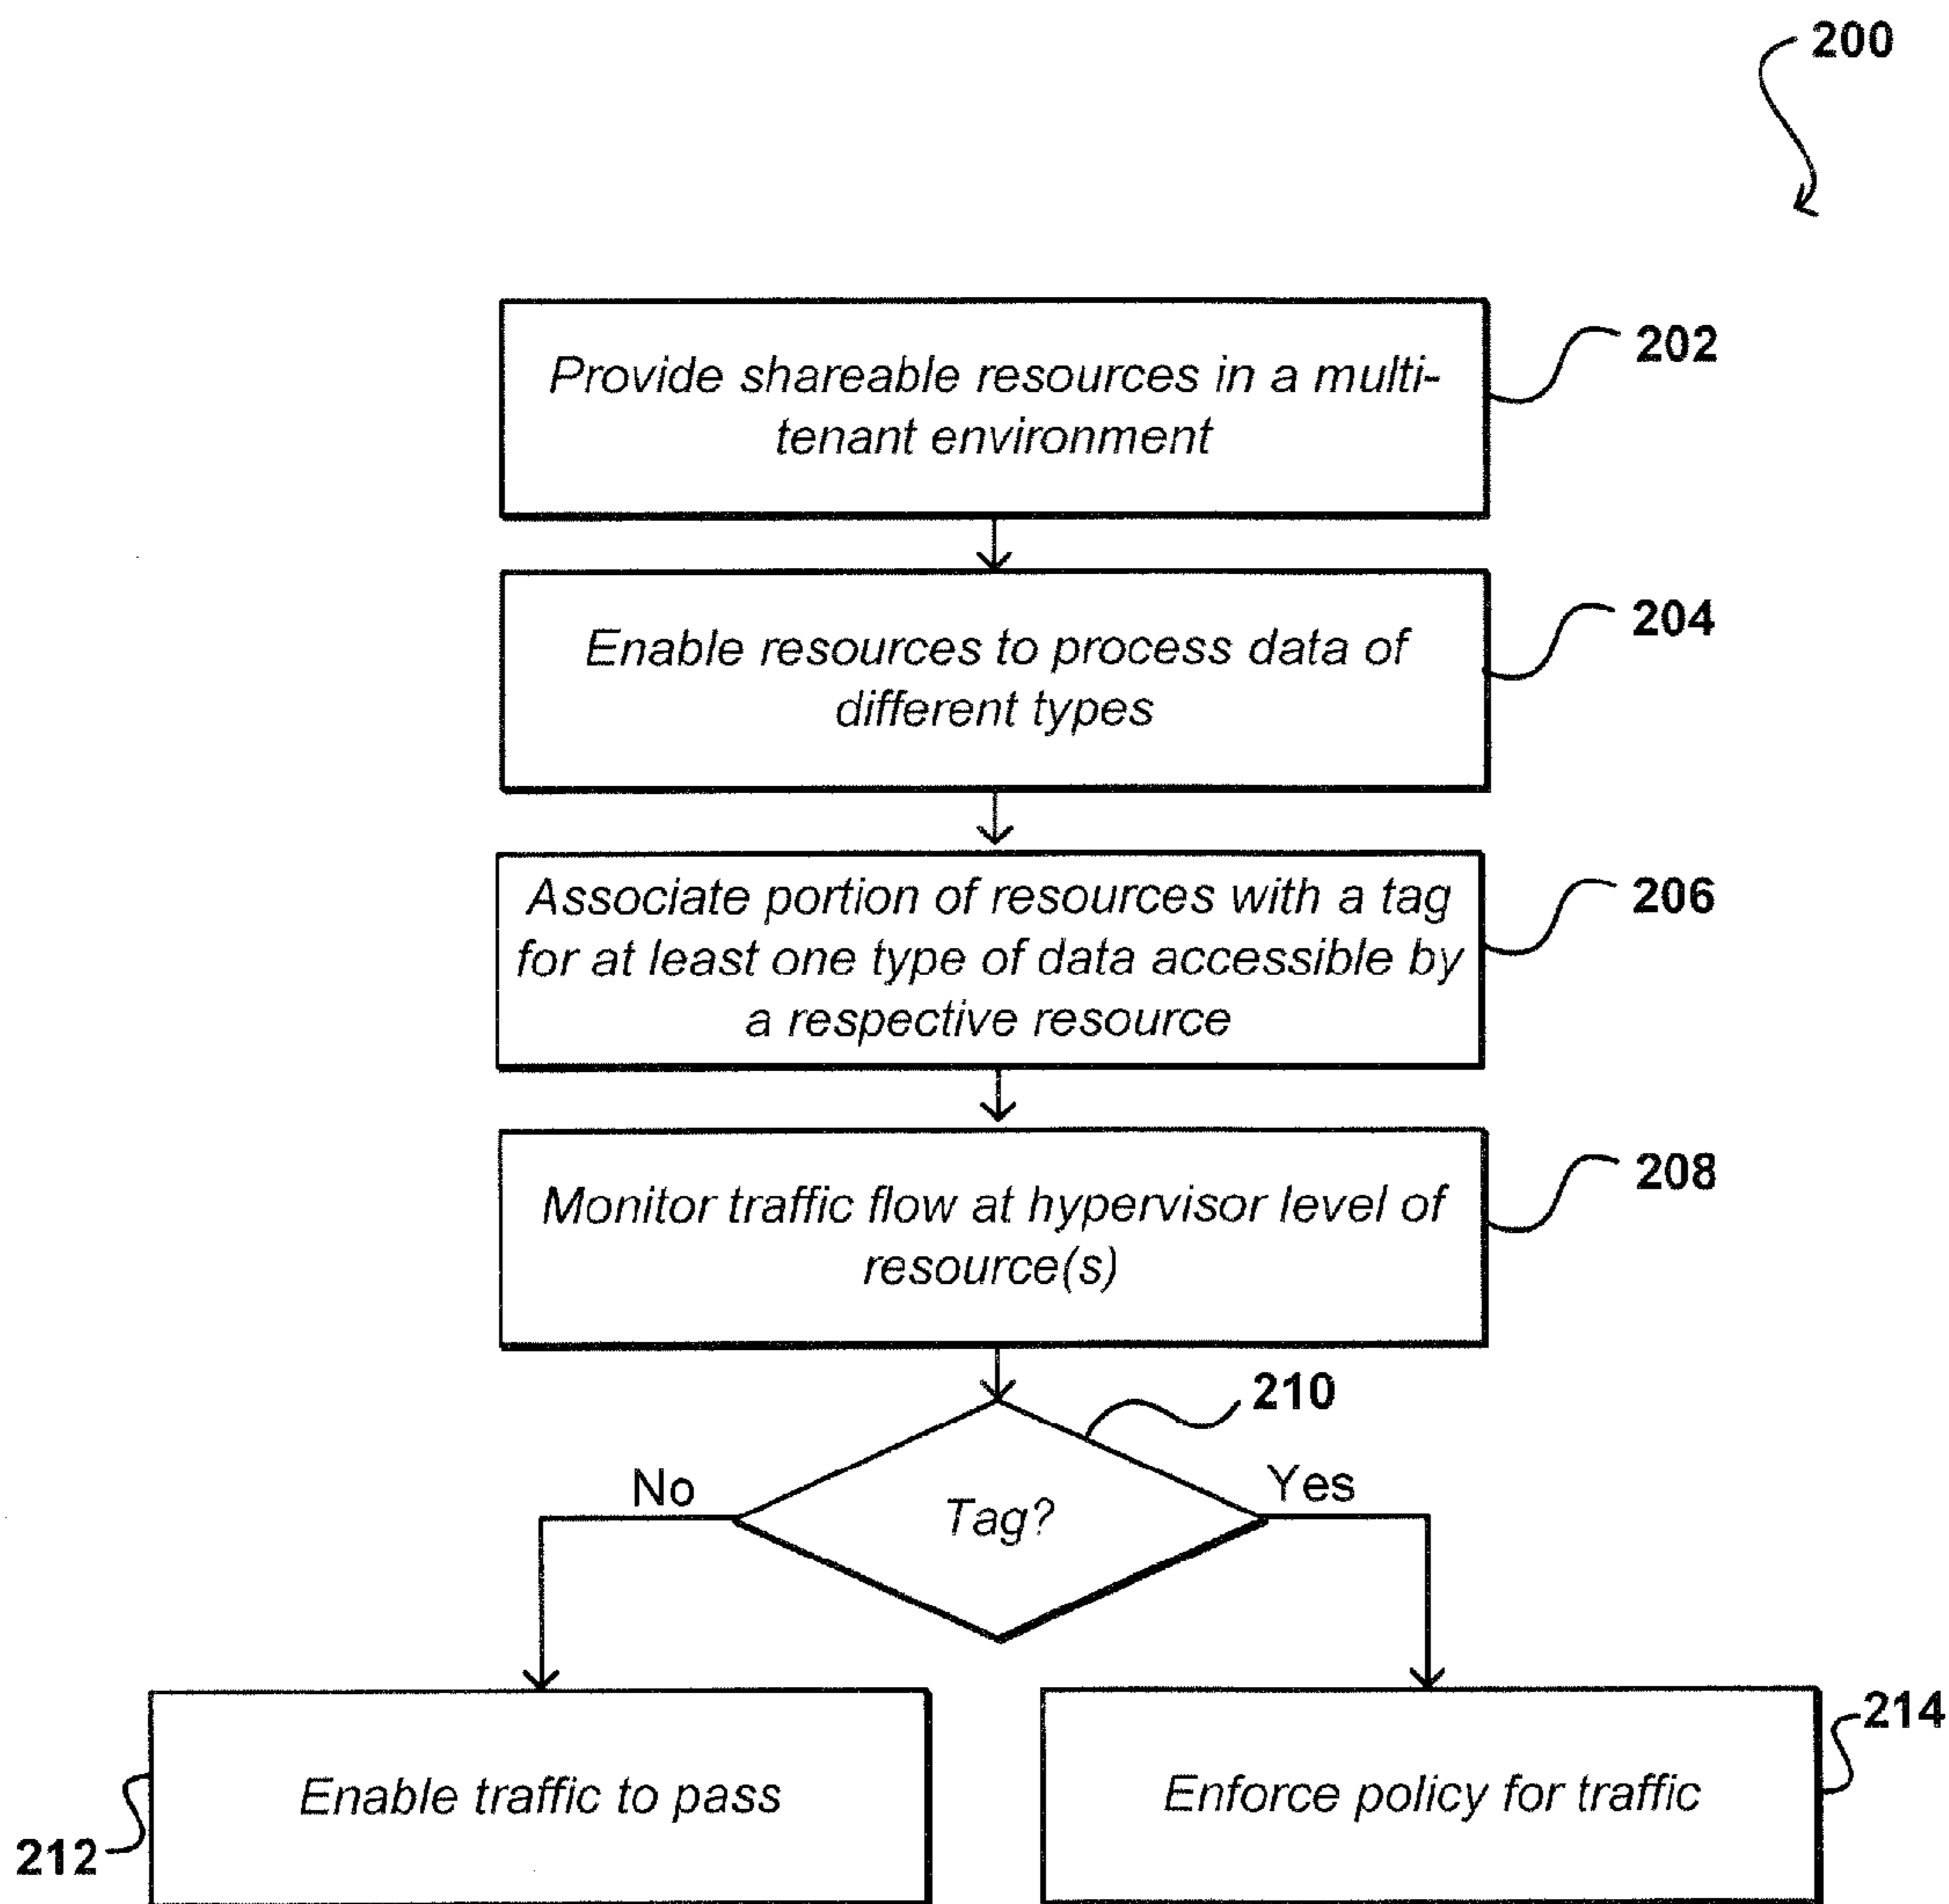 200
Provide shareable resources in a multi-
tenant environment
202
Enable resources to process data of
different types
204
Associate portion of resources with a tag
for at least one type of data accessible by
a respective resource
206
Monitor traffic flow at hypervisor level of
resource(s)
208
210
No
Tag?
Yes
Enable traffic to pass
212
Enforce policy for traffic
214